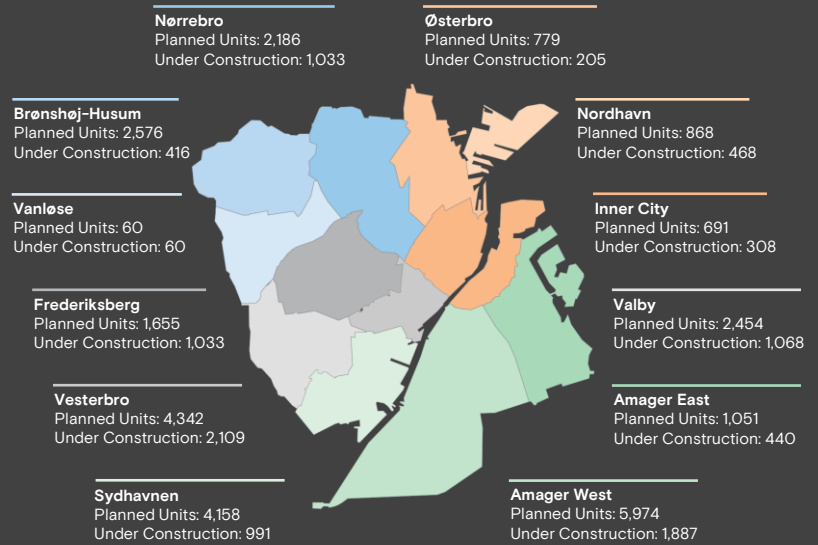 Nørrebro
Planned Units: 2,186
Under Construction: 1,033
Østerbro
Planned Units: 779
Under Construction: 205
Brønshøj-Husum
Planned Units: 2,576
Under Construction: 416
Nordhavn
Planned Units: 868
Under Construction: 468
Vanløse
Planned Units: 60
Under Construction: 60
Inner City
Planned Units: 691
Under Construction: 308
Frederiksberg
Planned Units: 1,655
Under Construction: 1,033
Valby
Planned Units: 2,454
Under Construction: 1,068
Vesterbro
Planned Units: 4,342
Under Construction: 2,109
Amager East
Planned Units: 1,051
Under Construction: 440
Sydhavnen
Planned Units: 4,158
Under Construction: 991
Amager West
Planned Units: 5,974
Under Construction: 1,887